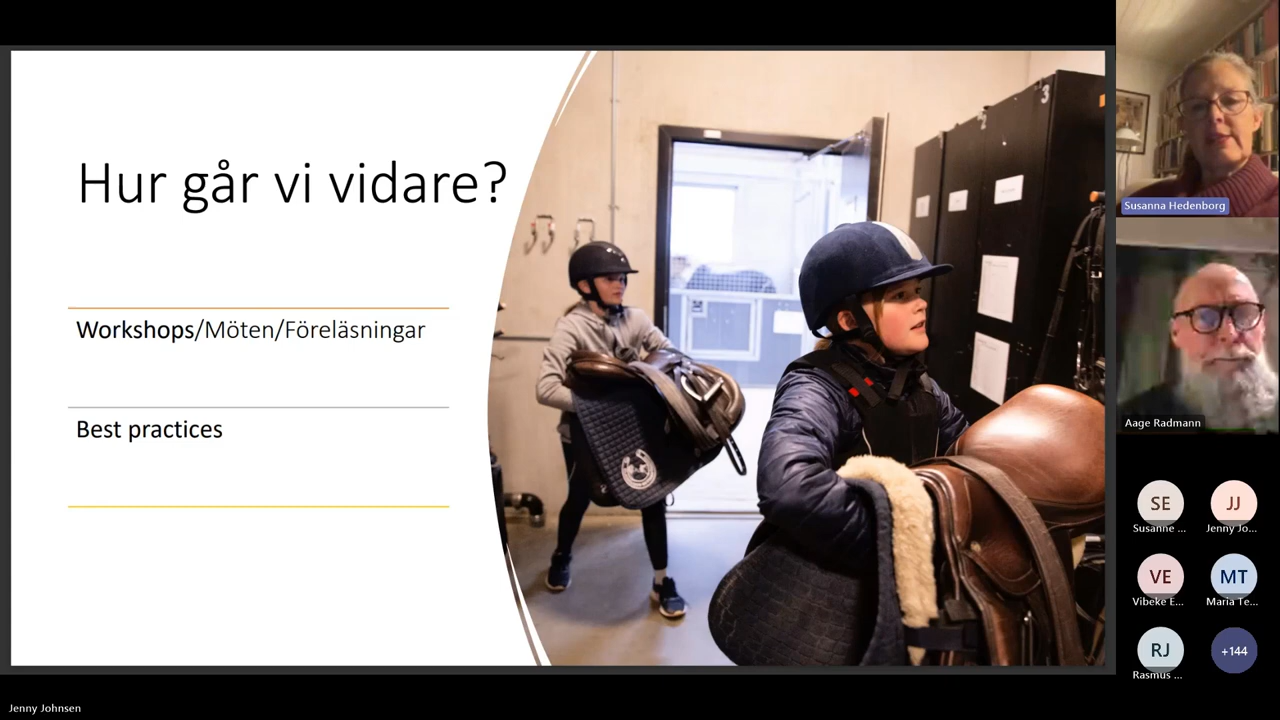 Hur går vi vidare?
Workshops/Möten/Föreläsningar
Best practices
3
2
Susanna Hedenborg
Aage Radmann
SE
Susanne ...
JJ
Jenny Jo...
VE
Vibeke E...
MT
Maria Te...
RJ
Rasmus ...
+144
Jenny Johnsen